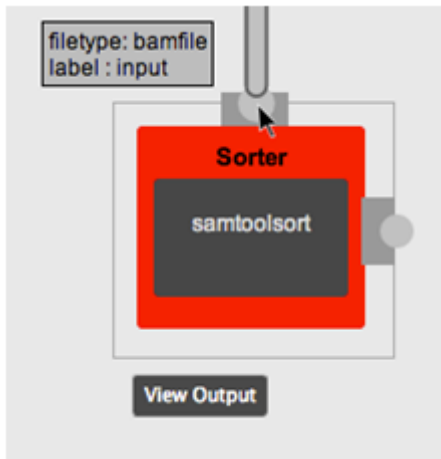 filetype: bamfile
label : input
Sorter
samtoolsort
View Output